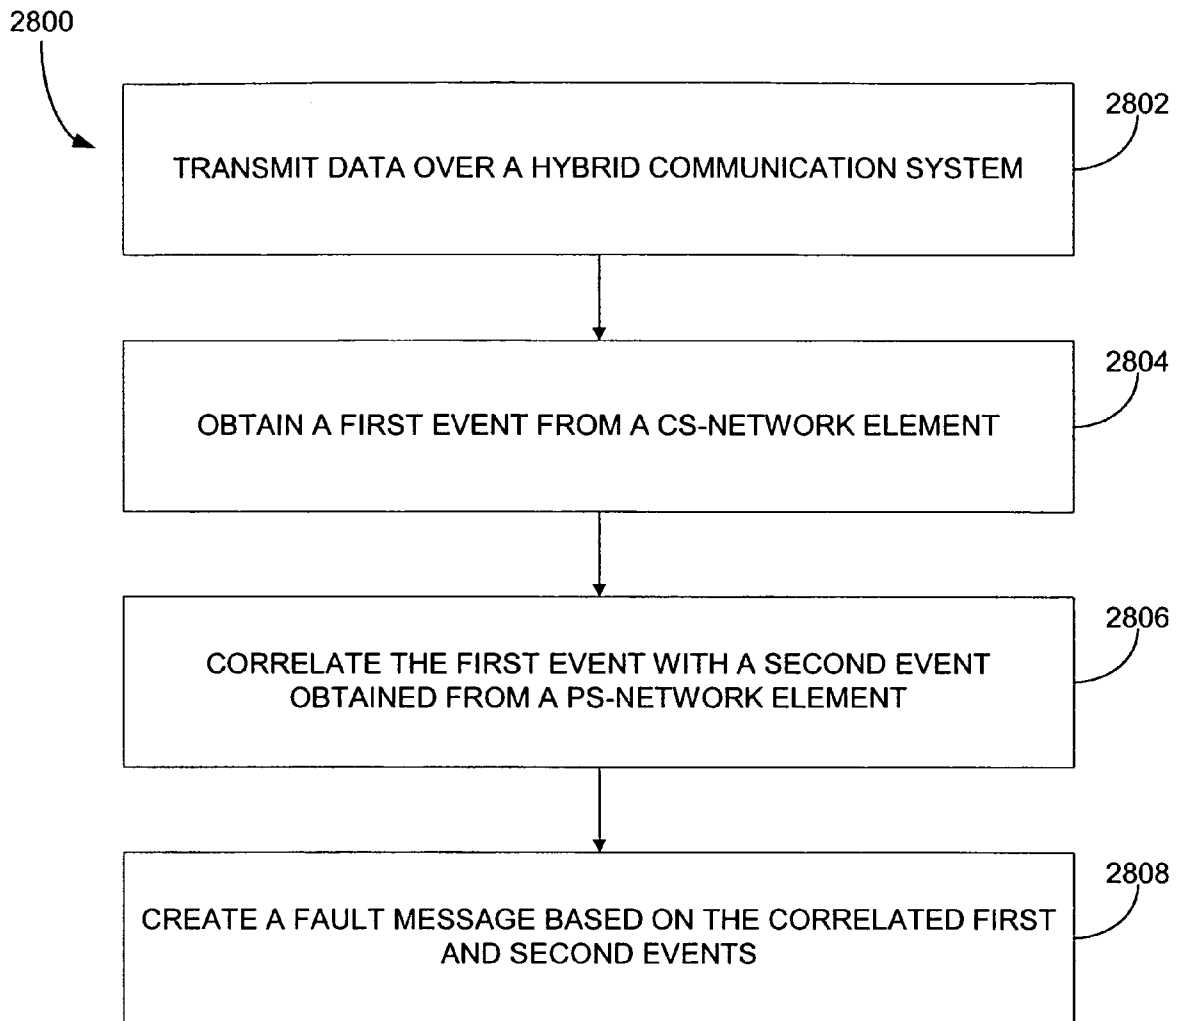 2800
2802
TRANSMIT DATA OVER A HYBRID COMMUNICATION SYSTEM
2804
OBTAIN A FIRST EVENT FROM A CS-NETWORK ELEMENT
2806
CORRELATE THE FIRST EVENT WITH A SECOND EVENT
OBTAINED FROM A PS-NETWORK ELEMENT
2808
CREATE A FAULT MESSAGE BASED ON THE CORRELATED FIRST
AND SECOND EVENTS